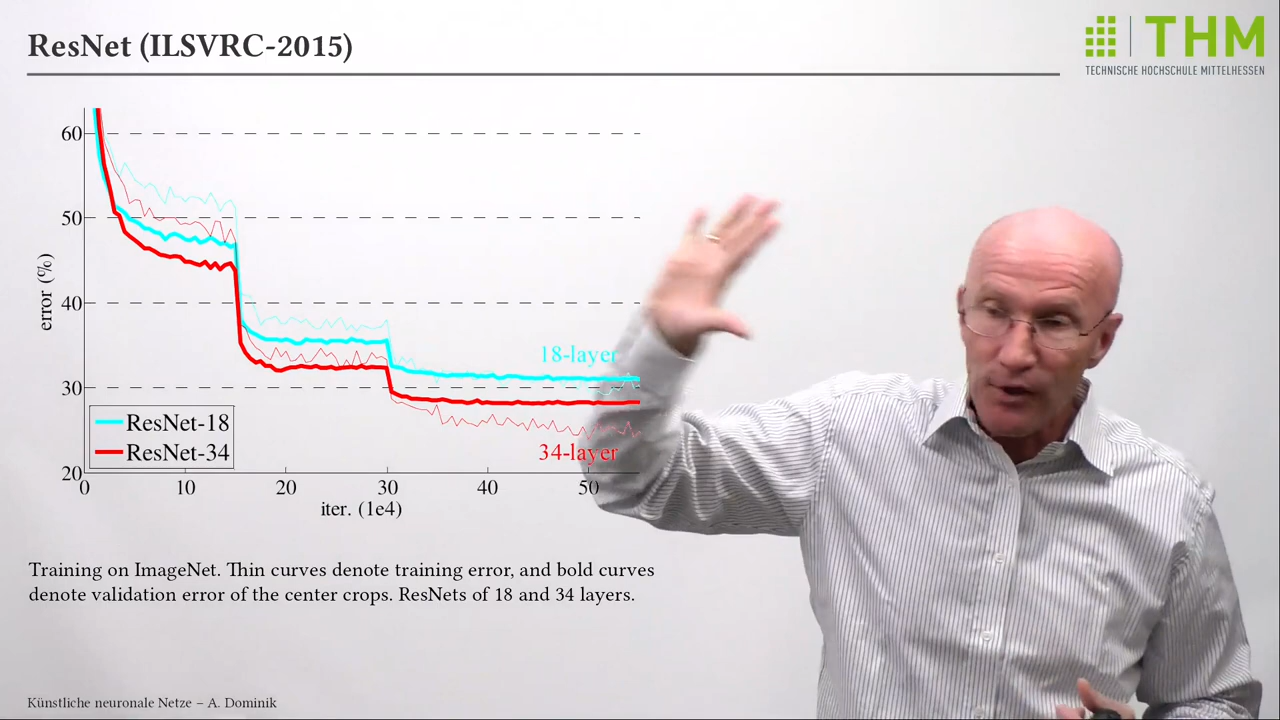 ResNet (ILSVRC-2015)
THM
TECHNISCHE HOCHSCHULE MITTELHESSEN
60
50
40
30
20
error (%)
18-layer
34-layer
ResNet-18
ResNet-34
0 10 20 30 40 50
iter. (1e4)
Training on ImageNet. Thin curves denote training error, and bold curves
denote validation error of the center crops. ResNets of 18 and 34 layers.
Künstliche neuronale Netze – A. Dominik